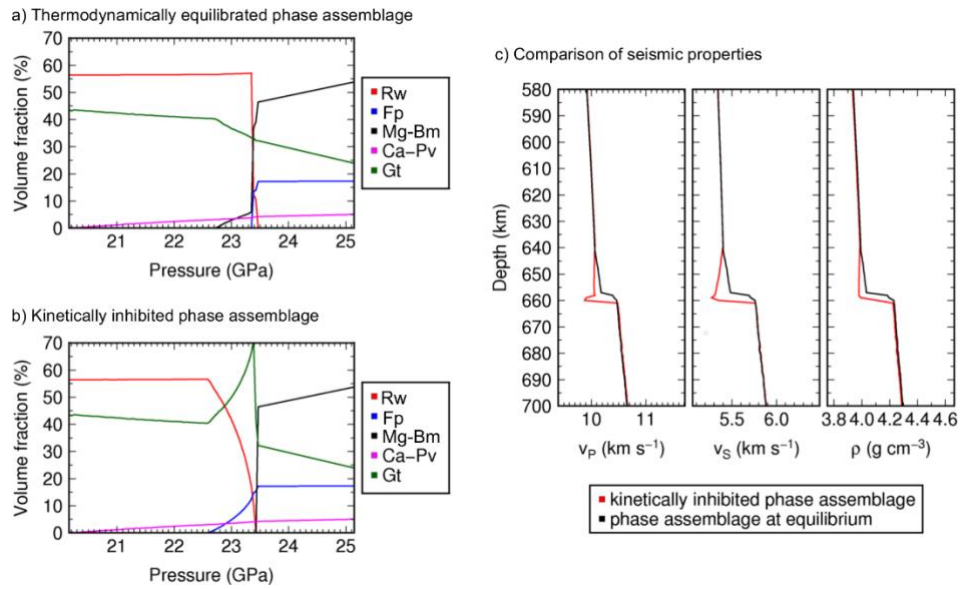 a) Thermodynamically equilibrated phase assemblage
70
60
50
40
30
20
10
0
Volume fraction (%)
21 22 23 24 25
Pressure (GPa)
Rw
Fp
Mg-Bm
Ca-Pv
Gt
b) Kinetically inhibited phase assemblage
70
60
50
40
30
20
10
0
Volume fraction (%)
21 22 23 24 25
Pressure (GPa)
Rw
Fp
Mg-Bm
Ca-Pv
Gt
c) Comparison of seismic properties
580
590
600
610
620
630
640
650
660
670
680
690
700
Depth (km)
10 11
5.5 6.0
3.8 4.0 4.2 4.4 4.6
vP (km s⁻¹)
vS (km s⁻¹)
ρ (g cm⁻³)
kinetically inhibited phase assemblage
phase assemblage at equilibrium